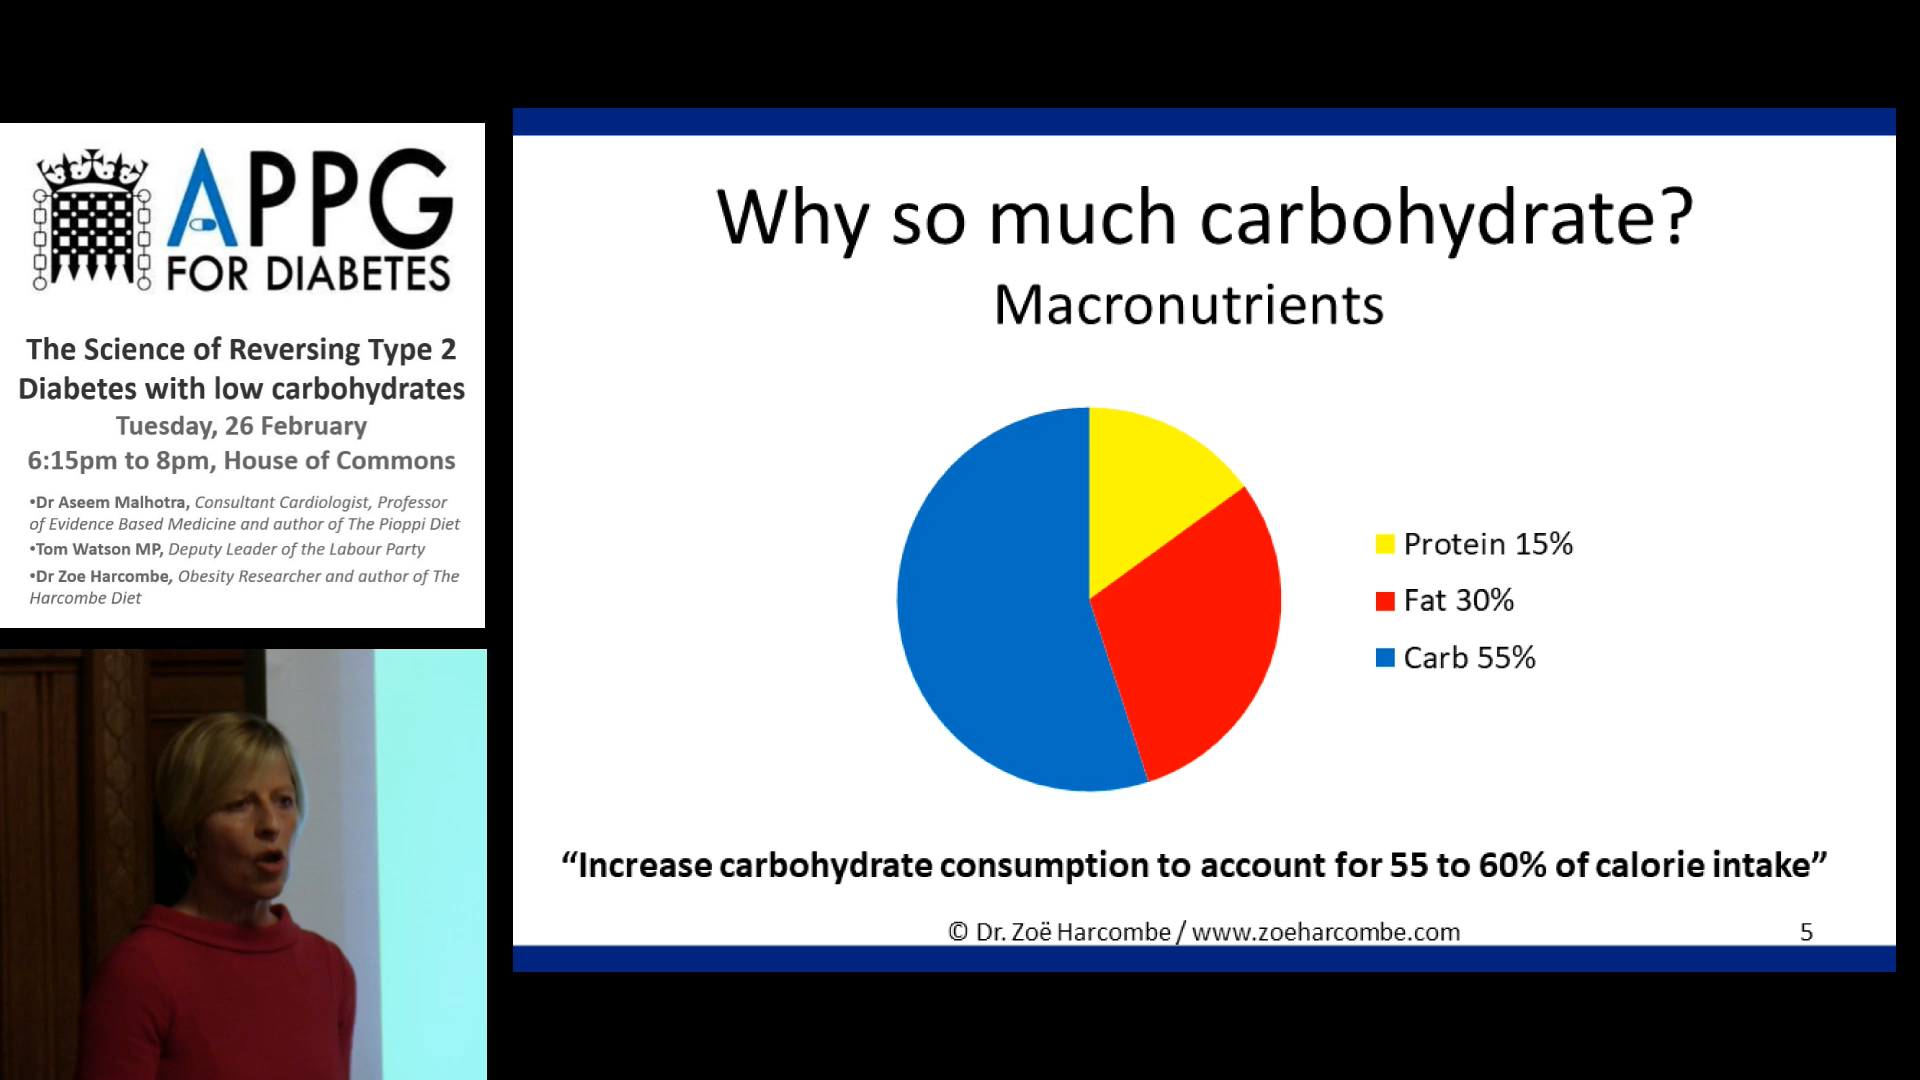 APPG
FOR DIABETES
The Science of Reversing Type 2
Diabetes with low carbohydrates
Tuesday, 26 February
6:15pm to 8pm, House of Commons
•Dr Aseem Malhotra, Consultant Cardiologist, Professor
of Evidence Based Medicine and author of The Pioppi Diet
•Tom Watson MP, Deputy Leader of the Labour Party
•Dr Zoe Harcombe, Obesity Researcher and author of The
Harcombe Diet
Why so much carbohydrate?
Macronutrients
Protein 15%
Fat 30%
Carb 55%
“Increase carbohydrate consumption to account for 55 to 60% of calorie intake”
© Dr. Zoë Harcombe / www.zoeharcombe.com
5